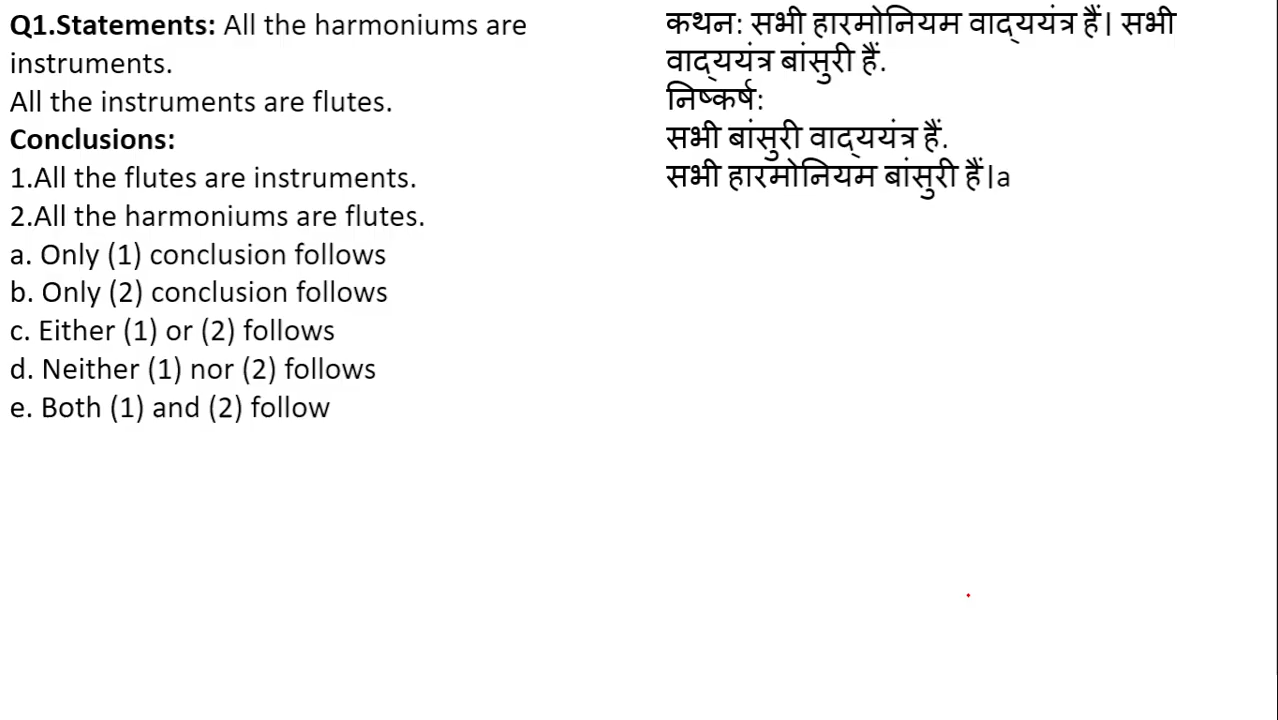 Q1.Statements: All the harmoniums are
instruments.
All the instruments are flutes.
Conclusions:
1.All the flutes are instruments.
2.All the harmoniums are flutes.
a. Only (1) conclusion follows
b. Only (2) conclusion follows
c. Either (1) or (2) follows
d. Neither (1) nor (2) follows
e. Both (1) and (2) follow
कथन: सभी हारमोनियम वाद्ययंत्र हैं। सभी
वाद्ययंत्र बांसुरी हैं.
निष्कर्ष:
सभी बांसुरी वाद्ययंत्र हैं.
सभी हारमोनियम बांसुरी हैं।a